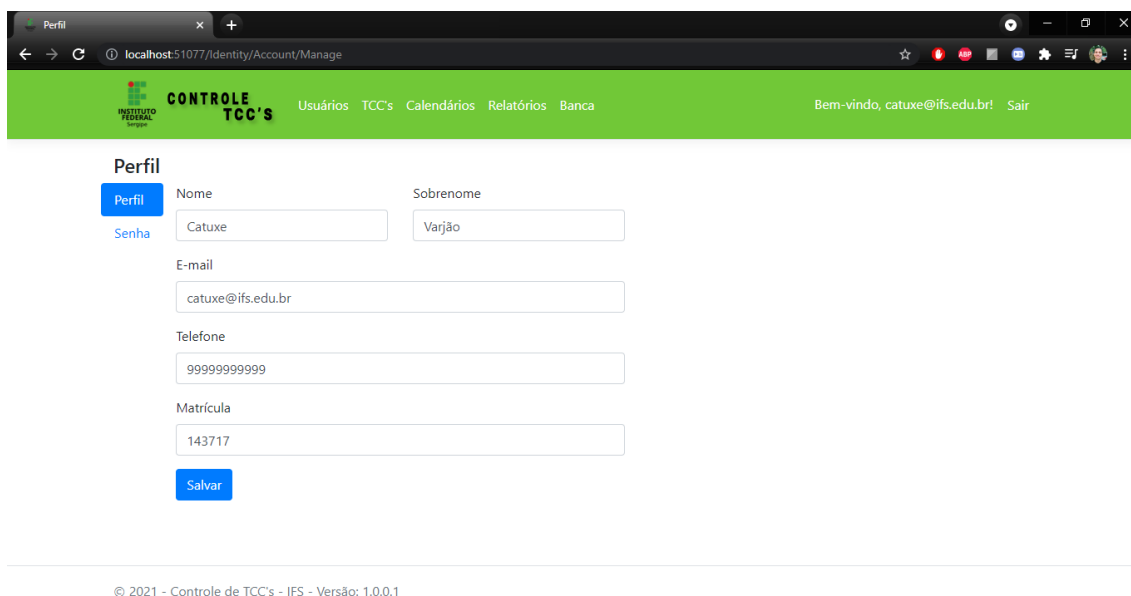 Perfil
localhost:51077/Identity/Account/Manage
ABP
INSTITUTO
FEDERAL
Sergipe
CONTROLE
TCC'S
Usuários TCC's Calendários Relatórios Banca
Bem-vindo, catuxe@ifs.edu.br! Sair
Perfil
Perfil
Senha
Nome Sobrenome
Catuxe Varjão
E-mail
catuxe@ifs.edu.br
Telefone
99999999999
Matrícula
143717
Salvar
© 2021 - Controle de TCC's - IFS - Versão: 1.0.0.1